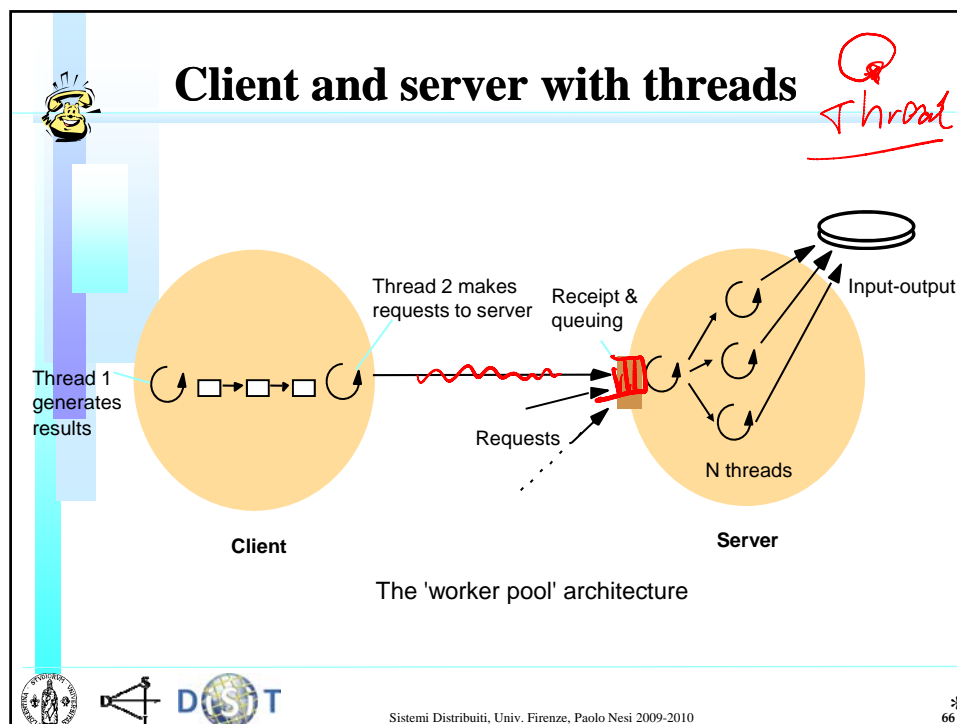 Client and server with threads
Thread
Thread 2 makes
requests to server
Receipt &
queuing
Input-output
Thread 1
generates
results
Requests
N threads
Client
Server
The 'worker pool' architecture
DISIT
Sistemi Distribuiti, Univ. Firenze, Paolo Nesi 2009-2010
66